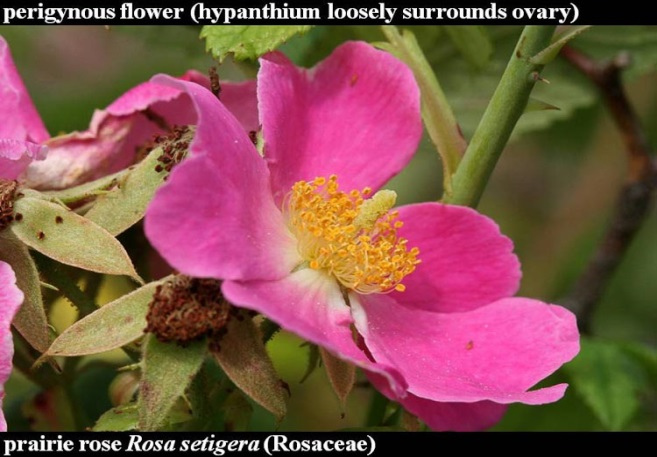 perigynous flower (hypanthium loosely surrounds ovary)
prairie rose Rosa setigera (Rosaceae)